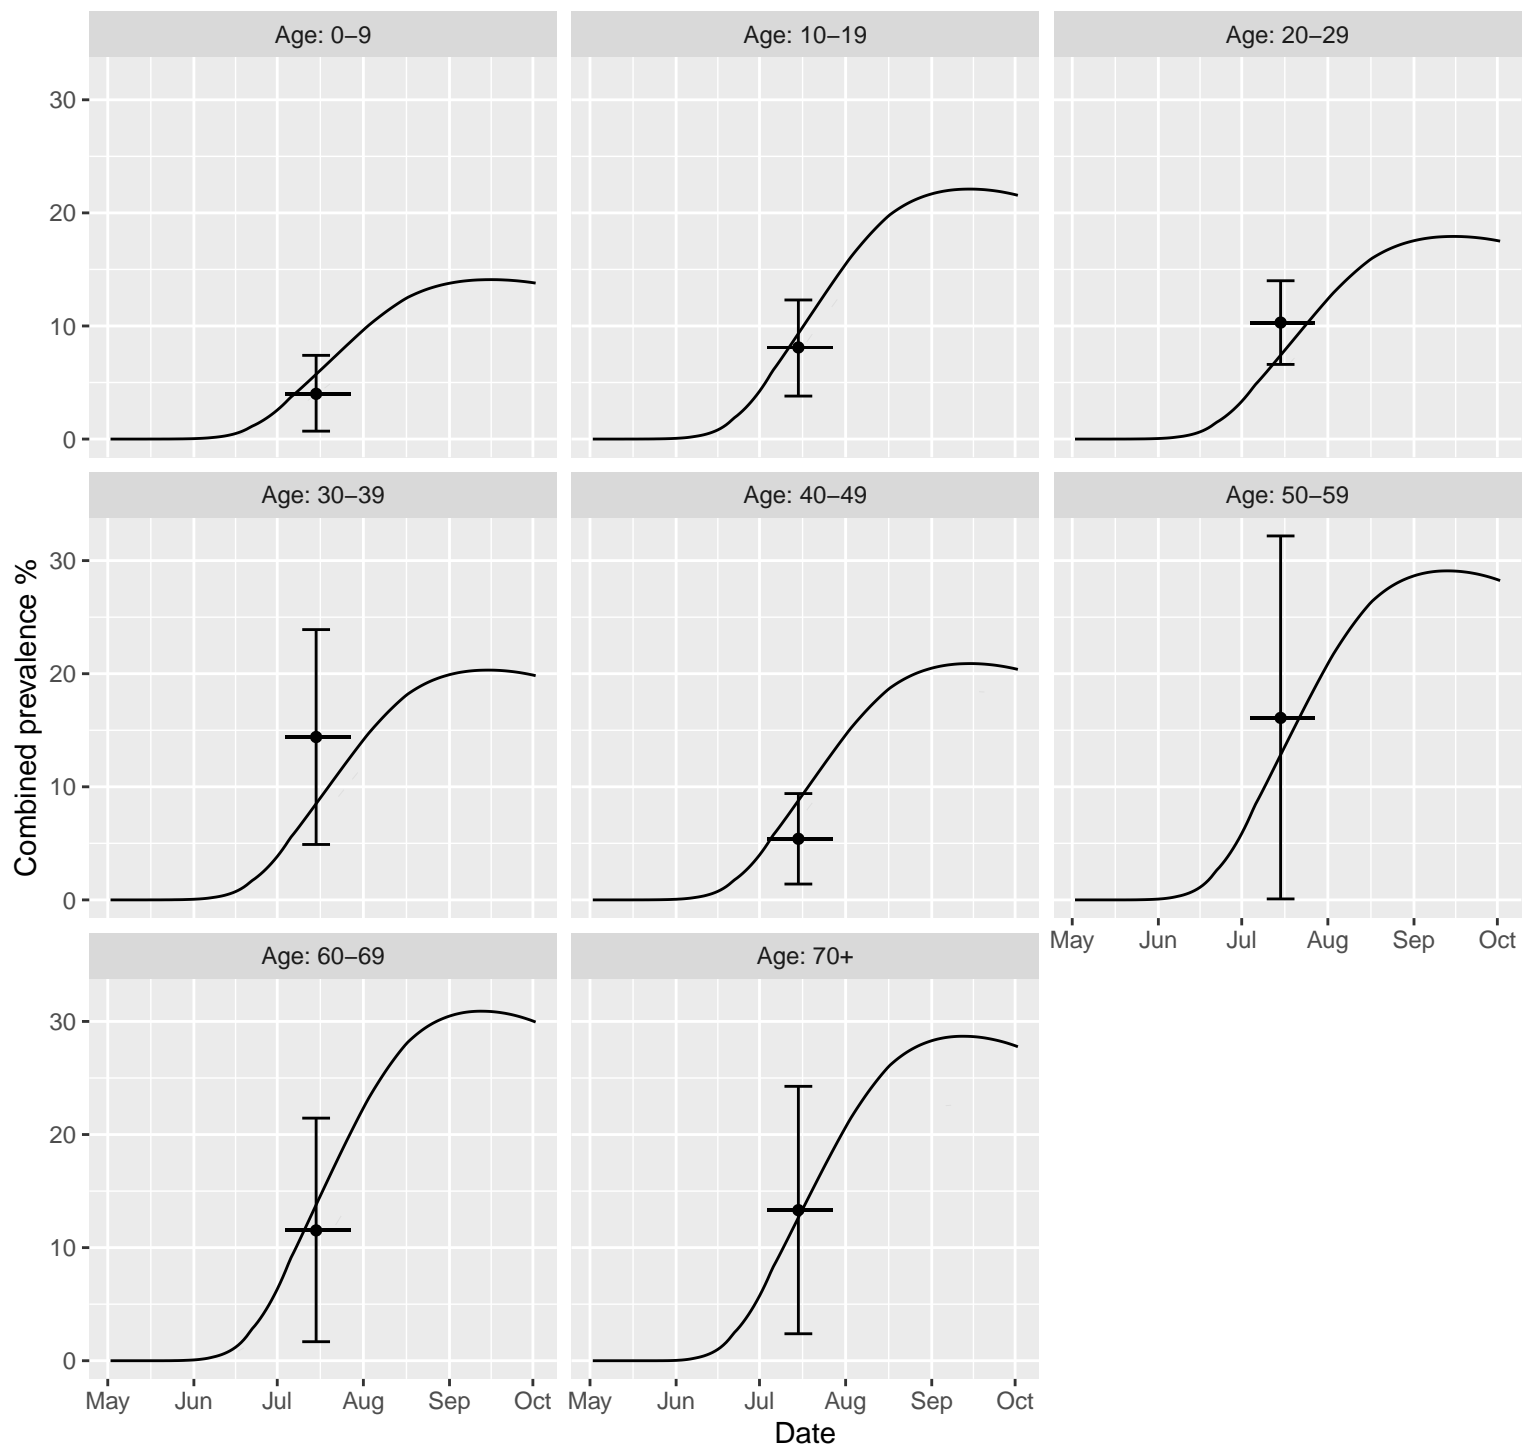 Age: 0−9 Age: 10−19 Age: 20−29
30
20
10
0
Age: 30−39 Age: 40−49 Age: 50−59
30
20
10
0
May Jun Jul Aug Sep Oct
Age: 60−69 Age: 70+
30
20
10
0
May Jun Jul Aug Sep Oct May Jun Jul Aug Sep Oct
Date
Combined prevalence %